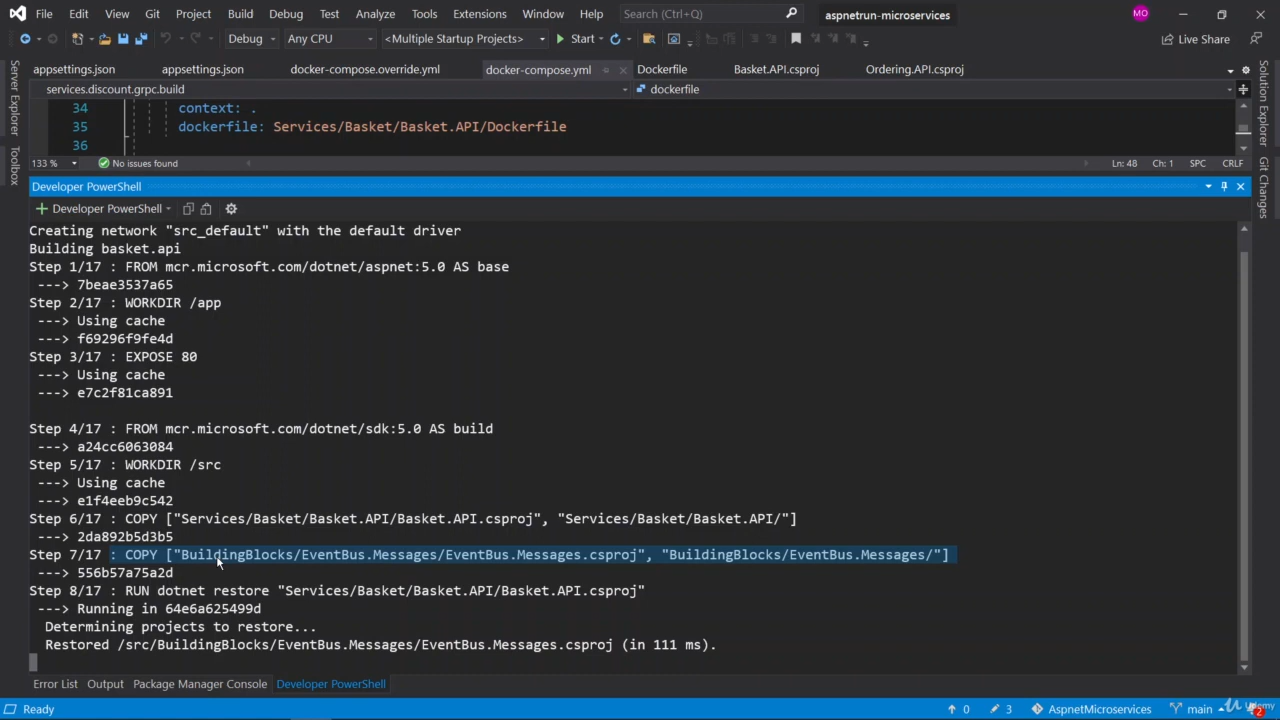 File Edit View Git Project Build Debug Test Analyze Tools Extensions Window Help Search (Ctrl+Q) aspnetrun-microservices MO
Debug Any CPU <Multiple Startup Projects> Start Live Share
appsettings.json appsettings.json docker-compose.override.yml docker-compose.yml Dockerfile Basket.API.csproj Ordering.API.csproj
services.discount.grpc.build dockerfile
34 context: .
35 dockerfile: Services/Basket/Basket.API/Dockerfile
36
133 % No issues found Ln: 48 Ch: 1 SPC CRLF
Server Explorer
Toolbox
Solution Explorer
Git Changes
Developer PowerShell
Developer PowerShell
Creating network "src_default" with the default driver
Building basket.api
Step 1/17 : FROM mcr.microsoft.com/dotnet/aspnet:5.0 AS base
---> 7beae3537a65
Step 2/17 : WORKDIR /app
---> Using cache
---> f69296f9fe4d
Step 3/17 : EXPOSE 80
---> Using cache
---> e7c2f81ca891
Step 4/17 : FROM mcr.microsoft.com/dotnet/sdk:5.0 AS build
---> a24cc6063084
Step 5/17 : WORKDIR /src
---> Using cache
---> e1f4eeb9c542
Step 6/17 : COPY ["Services/Basket/Basket.API/Basket.API.csproj", "Services/Basket/Basket.API/"]
---> 2da892b5d3b5
Step 7/17 : COPY ["BuildingBlocks/EventBus.Messages/EventBus.Messages.csproj", "BuildingBlocks/EventBus.Messages/"]
---> 556b57a75a2d
Step 8/17 : RUN dotnet restore "Services/Basket/Basket.API/Basket.API.csproj"
---> Running in 64e6a625499d
Determining projects to restore...
Restored /src/BuildingBlocks/EventBus.Messages/EventBus.Messages.csproj (in 111 ms).
Error List Output Package Manager Console Developer PowerShell
Ready 0 3 AspnetMicroservices main Udemy 2